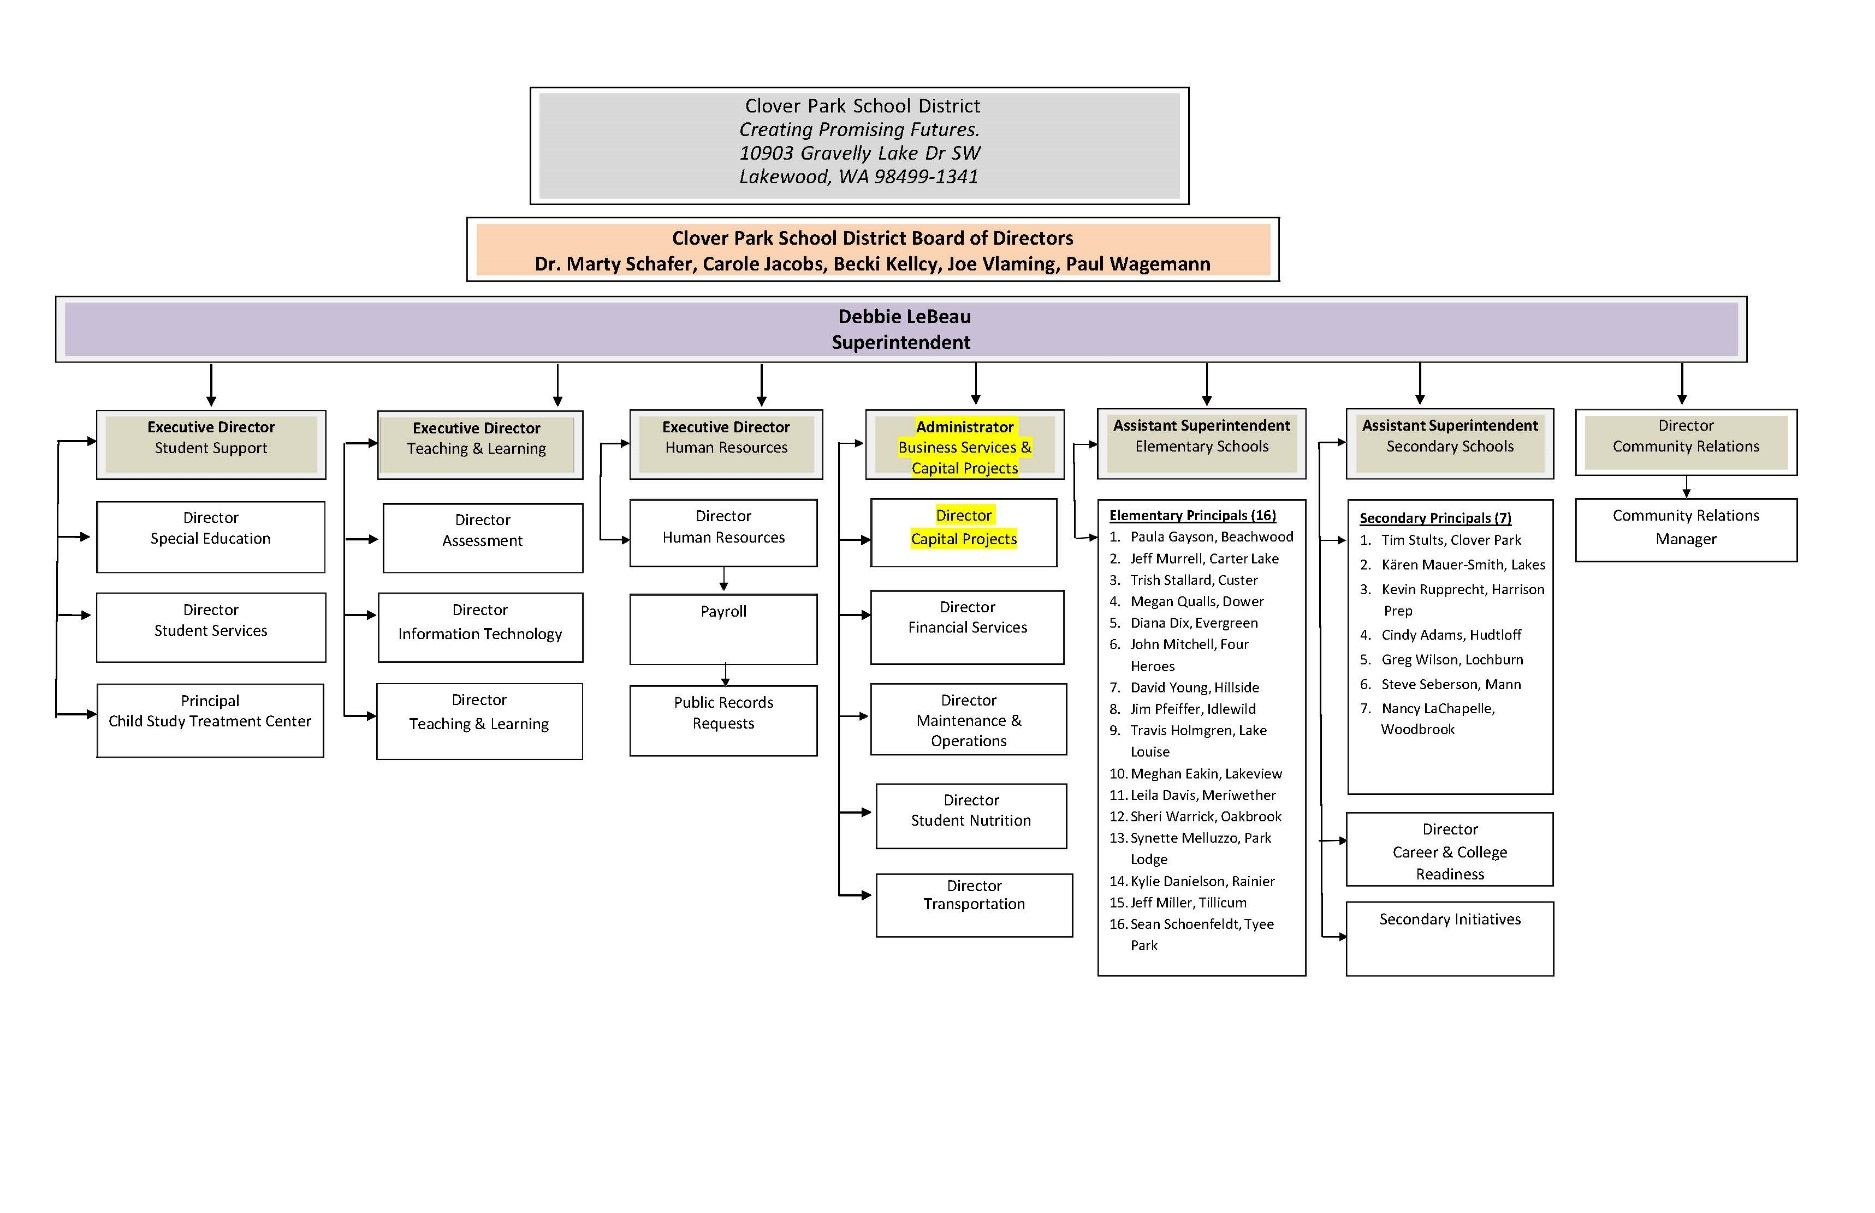 Clover Park School District
Creating Promising Futures.
10903 Gravelly Lake Dr SW
Lakewood, WA 98499-1341
Clover Park School District Board of Directors
Dr. Marty Schafer, Carole Jacobs, Becki Kellcy, Joe Vlaming, Paul Wagemann
Debbie LeBeau
Superintendent
Executive Director
Student Support
Director
Special Education
Director
Student Services
Principal
Child Study Treatment Center
Executive Director
Teaching & Learning
Director
Assessment
Director
Information Technology
Director
Teaching & Learning
Executive Director
Human Resources
Director
Human Resources
Payroll
Public Records
Requests
Administrator
Business Services &
Capital Projects
Director
Capital Projects
Director
Financial Services
Director
Maintenance &
Operations
Director
Student Nutrition
Director
Transportation
Assistant Superintendent
Elementary Schools
Elementary Principals (16)
1. Paula Gayson, Beachwood
2. Jeff Murrell, Carter Lake
3. Trish Stallard, Custer
4. Megan Qualls, Dower
5. Diana Dix, Evergreen
6. John Mitchell, Four
Heroes
7. David Young, Hillside
8. Jim Pfeiffer, Idlewild
9. Travis Holmgren, Lake
Louise
10. Meghan Eakin, Lakeview
11. Leila Davis, Meriwether
12. Sheri Warrick, Oakbrook
13. Synette Melluzzo, Park
Lodge
14. Kylie Danielson, Rainier
15. Jeff Miller, Tillicum
16. Sean Schoenfeldt, Tyee
Park
Assistant Superintendent
Secondary Schools
Secondary Principals (7)
1. Tim Stults, Clover Park
2. Kären Mauer-Smith, Lakes
3. Kevin Rupprecht, Harrison
Prep
4. Cindy Adams, Hudtloff
5. Greg Wilson, Lochburn
6. Steve Seberson, Mann
7. Nancy LaChapelle,
Woodbrook
Director
Career & College
Readiness
Secondary Initiatives
Director
Community Relations
Community Relations
Manager